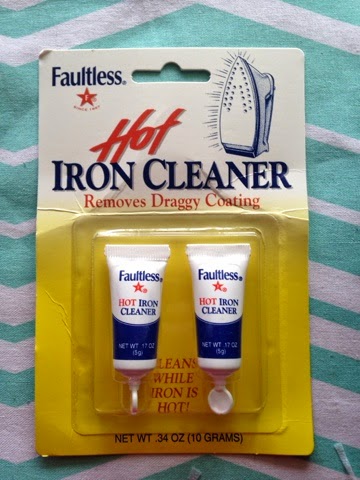 Faultless®
SINCE 1887
Hot
IRON CLEANER
Removes Draggy Coating
Faultless®
HOT IRON
CLEANER
NET WT .17 OZ
(5g)
Faultless®
HOT IRON
CLEANER
NET WT .17 OZ
(5g)
CLEANS
WHILE
IRON IS
HOT!
NET WT .34 OZ (10 GRAMS)